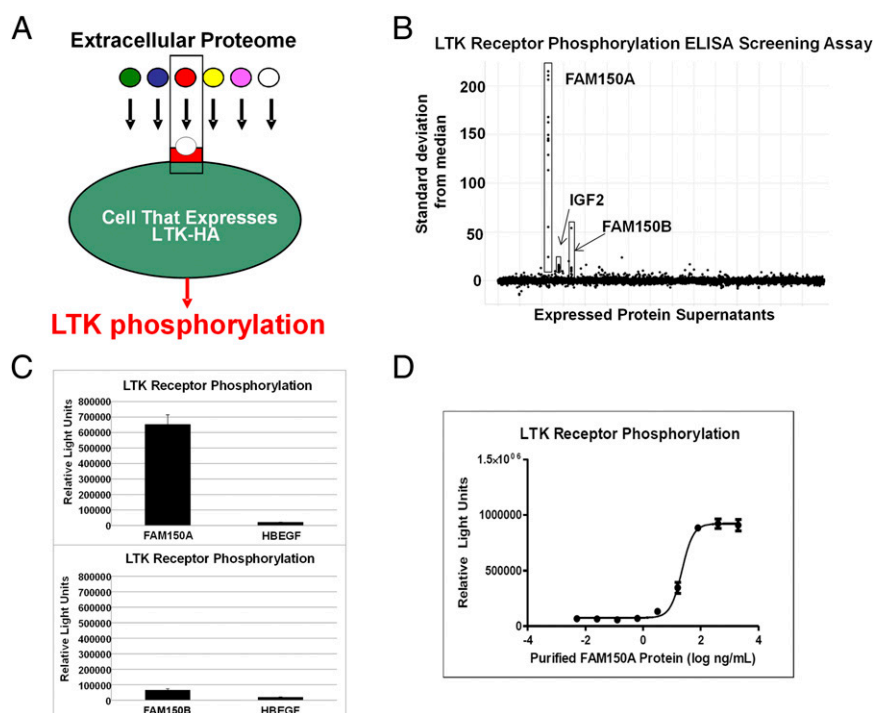 A
Extracellular Proteome
Cell That Expresses
LTK-HA
LTK phosphorylation
B
LTK Receptor Phosphorylation ELISA Screening Assay
Standard deviation
from median
200
150
100
50
0
FAM150A
IGF2
FAM150B
Expressed Protein Supernatants
C
LTK Receptor Phosphorylation
Relative Light Units
800000
700000
600000
500000
400000
300000
200000
100000
0
FAM150A HBEGF
LTK Receptor Phosphorylation
Relative Light Units
800000
700000
600000
500000
400000
300000
200000
100000
0
FAM150B HBEGF
D
LTK Receptor Phosphorylation
Relative Light Units
1.5×10⁰⁶
1000000
500000
0
-4 -2 0 2 4
Purified FAM150A Protein (log ng/mL)